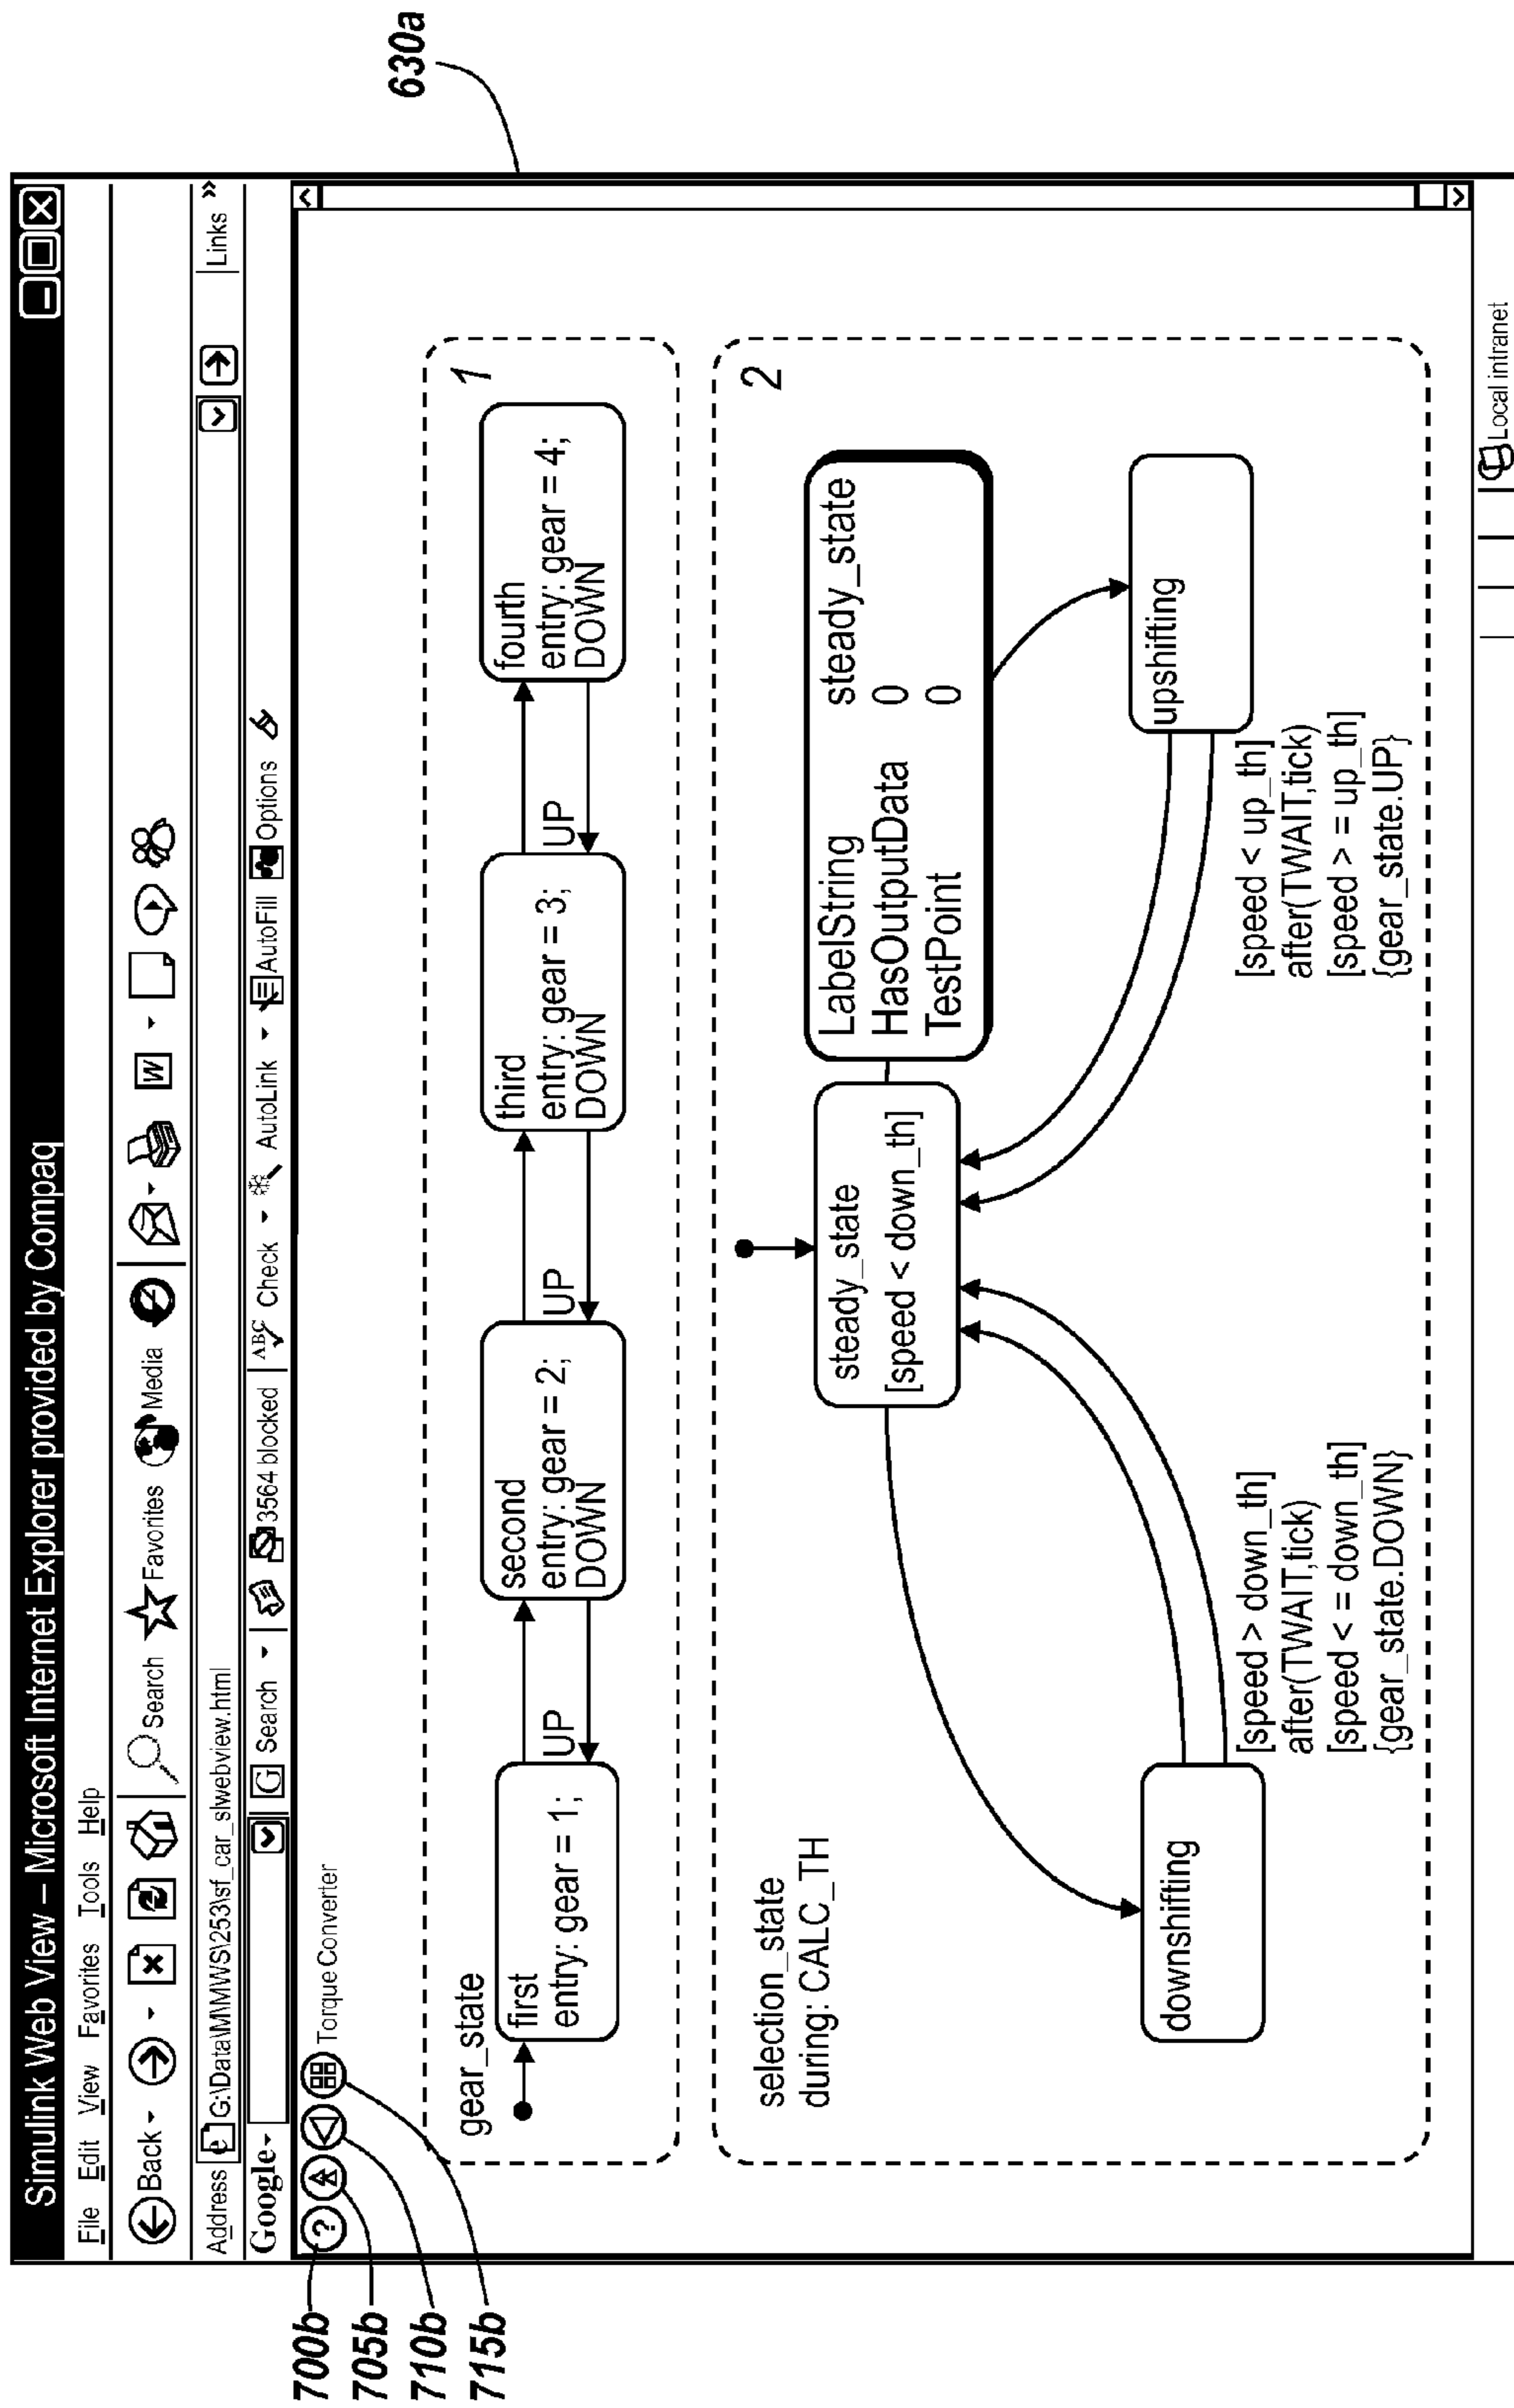 Simulink Web View – Microsoft Internet Explorer provided by Compaq
File Edit View Favorites Tools Help
Back Search Favorites Media W
Address e G:\Data\M\MWS\253\sf_car_slwebview.html Links »
Google G Search 3564 blocked ABC Check AutoLink AutoFill Options
? Torque Converter
700b
705b
710b
715b
630a
gear_state
1
first
entry: gear = 1;
UP
second
entry: gear = 2;
DOWN
UP
third
entry: gear = 3;
DOWN
UP
fourth
entry: gear = 4;
DOWN
selection_state
during: CALC_TH
2
steady_state
[speed < down_th]
LabelString steady_state
HasOutputData 0
TestPoint 0
downshifting
upshifting
[speed > down_th]
after(TWAIT,tick)
[speed < = down_th]
{gear_state.DOWN}
[speed < up_th]
after(TWAIT,tick)
[speed > = up_th]
{gear_state.UP}
Local intranet